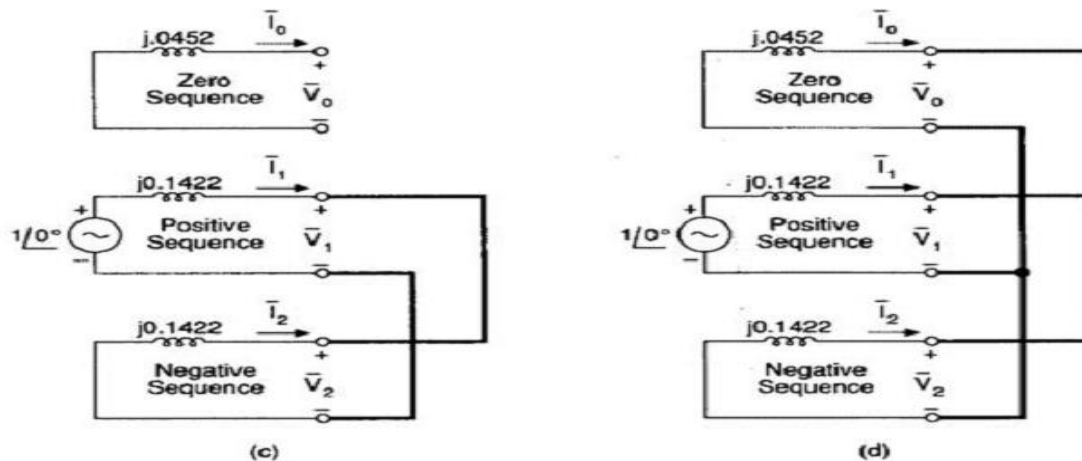 Ī₀
j.0452
Zero
Sequence
+
V̄₀
−
Ī₁
j0.1422
+
1/0°
−
Positive
Sequence
+
V̄₁
−
Ī₂
j0.1422
Negative
Sequence
+
V̄₂
−
(c)
Ī₀
j.0452
Zero
Sequence
+
V̄₀
−
Ī₁
j0.1422
+
1/0°
−
Positive
Sequence
+
V̄₁
−
Ī₂
j0.1422
Negative
Sequence
+
V̄₂
−
(d)